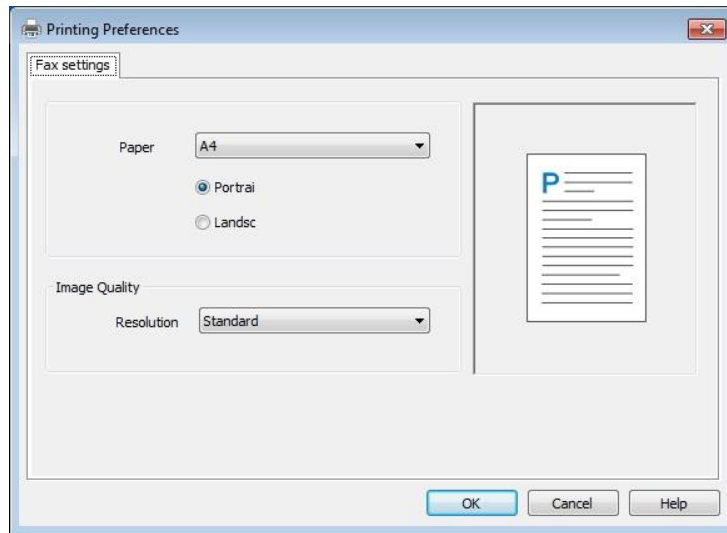 Printing Preferences
Fax settings
Paper
A4
Portrai
Landsc
P
Image Quality
Resolution
Standard
OK
Cancel
Help